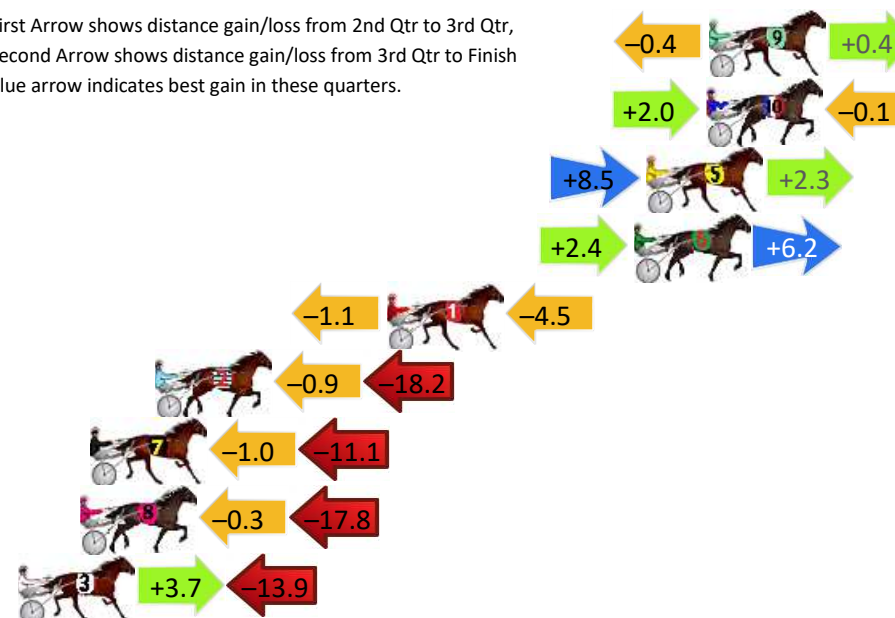 irst Arrow shows distance gain/loss from 2nd Qtr to 3rd Qtr,
econd Arrow shows distance gain/loss from 3rd Qtr to Finish
lue arrow indicates best gain in these quarters.
–0.4 9 +0.4
+2.0 10 –0.1
+8.5 5 +2.3
+2.4 6 +6.2
–1.1 1 –4.5
2 –0.9 –18.2
7 –1.0 –11.1
8 –0.3 –17.8
3 +3.7 –13.9